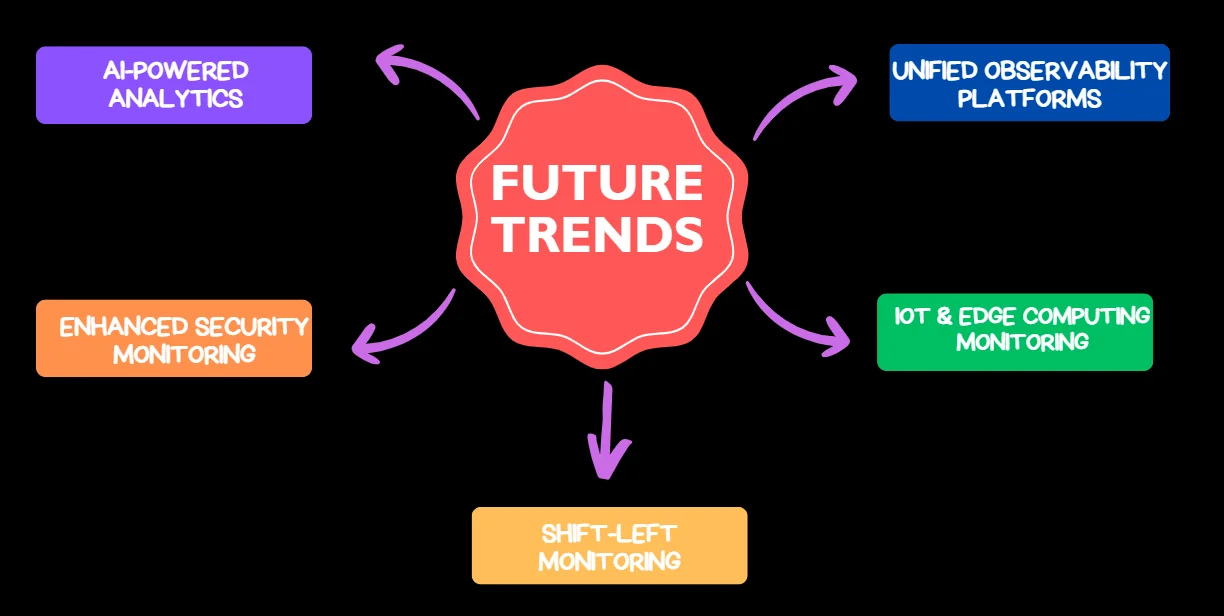 AI-POWERED
ANALYTICS
UNIFIED OBSERVABILITY
PLATFORMS
FUTURE
TRENDS
ENHANCED SECURITY
MONITORING
IOT & EDGE COMPUTING
MONITORING
SHIFT-LEFT
MONITORING